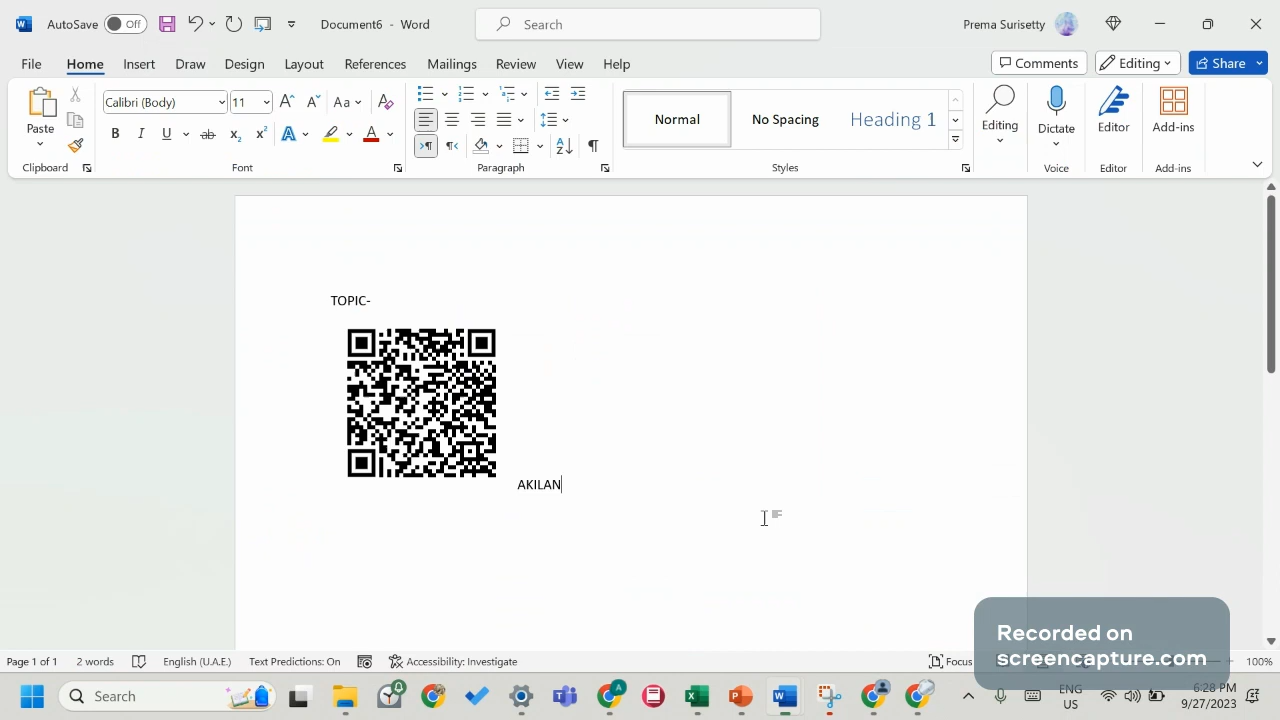 AutoSave Off Document6 - Word Search Prema Surisetty
File Home Insert Draw Design Layout References Mailings Review View Help Comments Editing Share
Paste Calibri (Body) 11 Aa Normal No Spacing Heading 1 Editing Dictate Editor Add-ins
Clipboard Font Paragraph Styles Voice Editor Add-ins
TOPIC-
AKILAN
Recorded on
screencapture.com
Page 1 of 1 2 words English (U.A.E.) Text Predictions: On Accessibility: Investigate Focus 100%
Search ENG
US
6:28 PM
9/27/2023